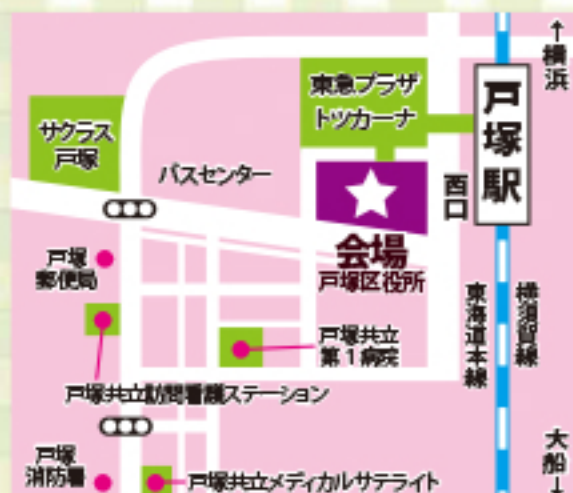 ↑横浜
東急プラザ
トツカーナ
戸塚駅
サクラス
戸塚
バスセンター
西口
会場
戸塚区役所
戸塚
郵便局
東海道本線
横須賀線
戸塚共立
第1病院
戸塚共立訪問看護ステーション
大船↓
戸塚
消防署
戸塚共立メディカルサテライト